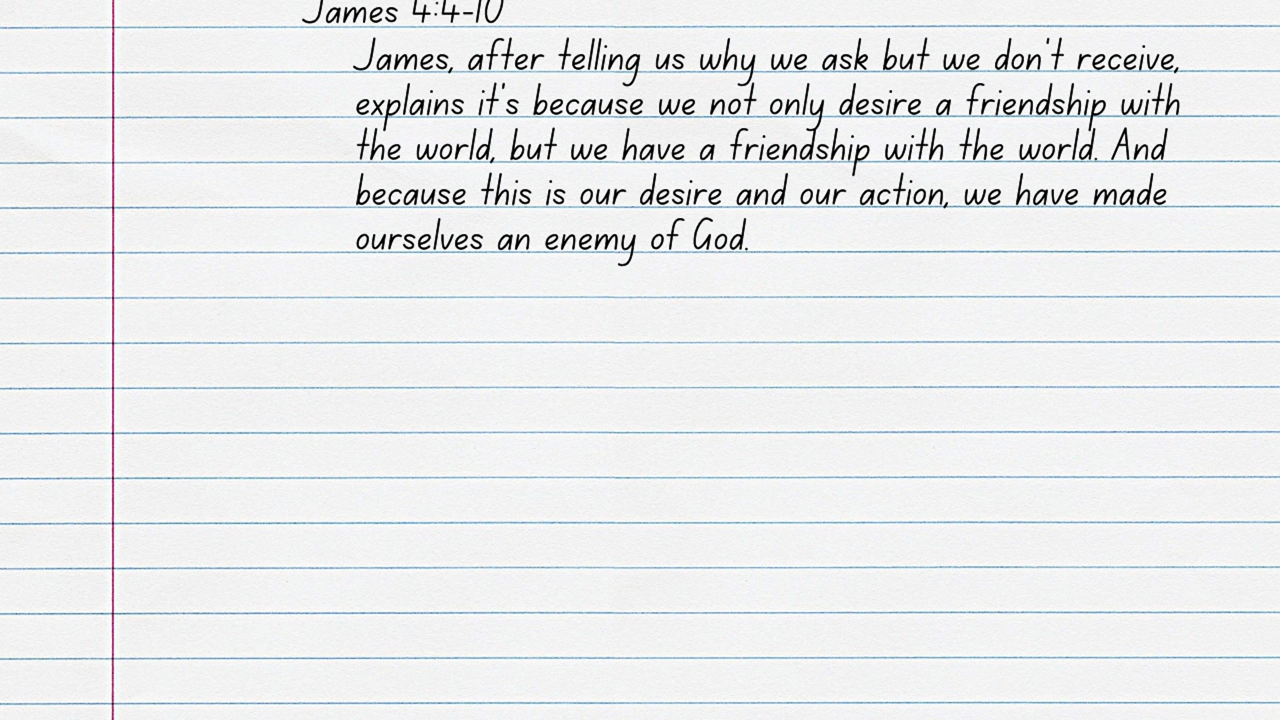 James 4:4-10
James, after telling us why we ask but we don't receive,
explains it's because we not only desire a friendship with
the world, but we have a friendship with the world. And
because this is our desire and our action, we have made
ourselves an enemy of God.